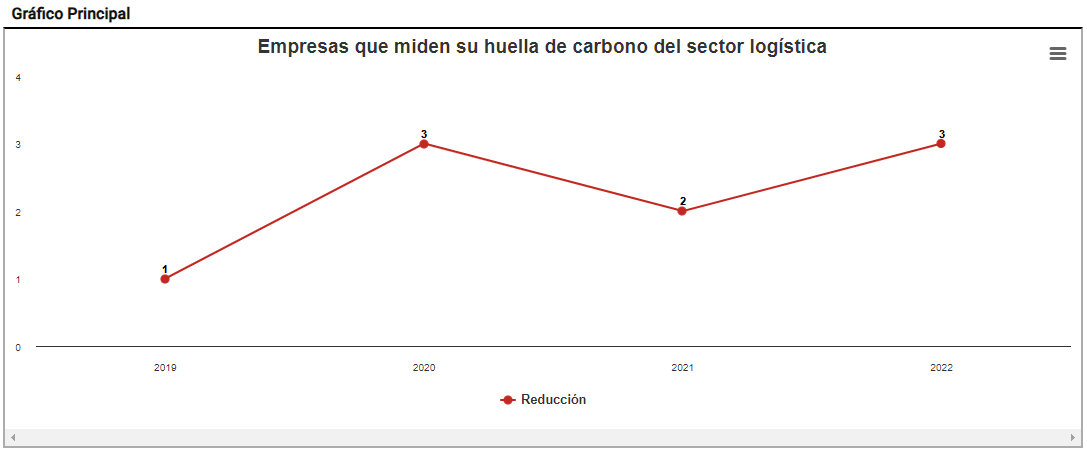 Gráfico Principal
Empresas que miden su huella de carbono del sector logística
4
3
2
1
0
1
3
2
3
2019 2020 2021 2022
Reducción